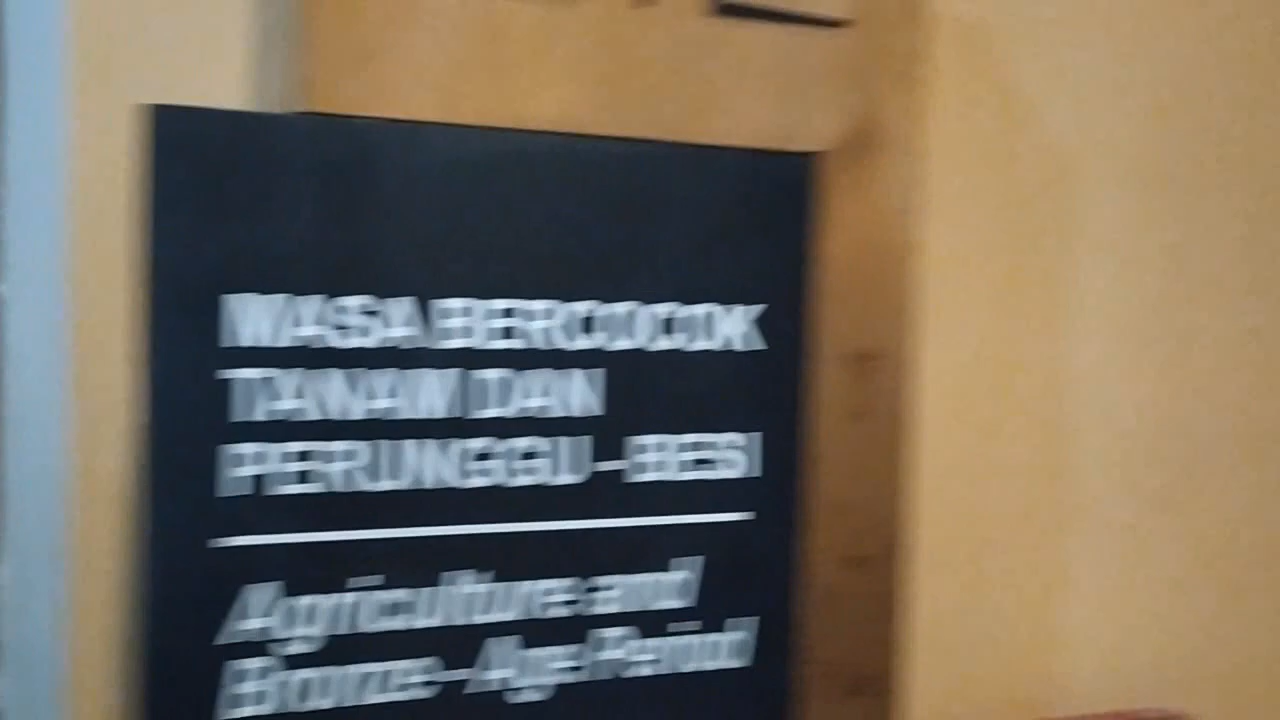 MASA BERCOCOK
TANAM DAN
PERUNGGU-BESI
Agriculture and
Bronze-Age Period